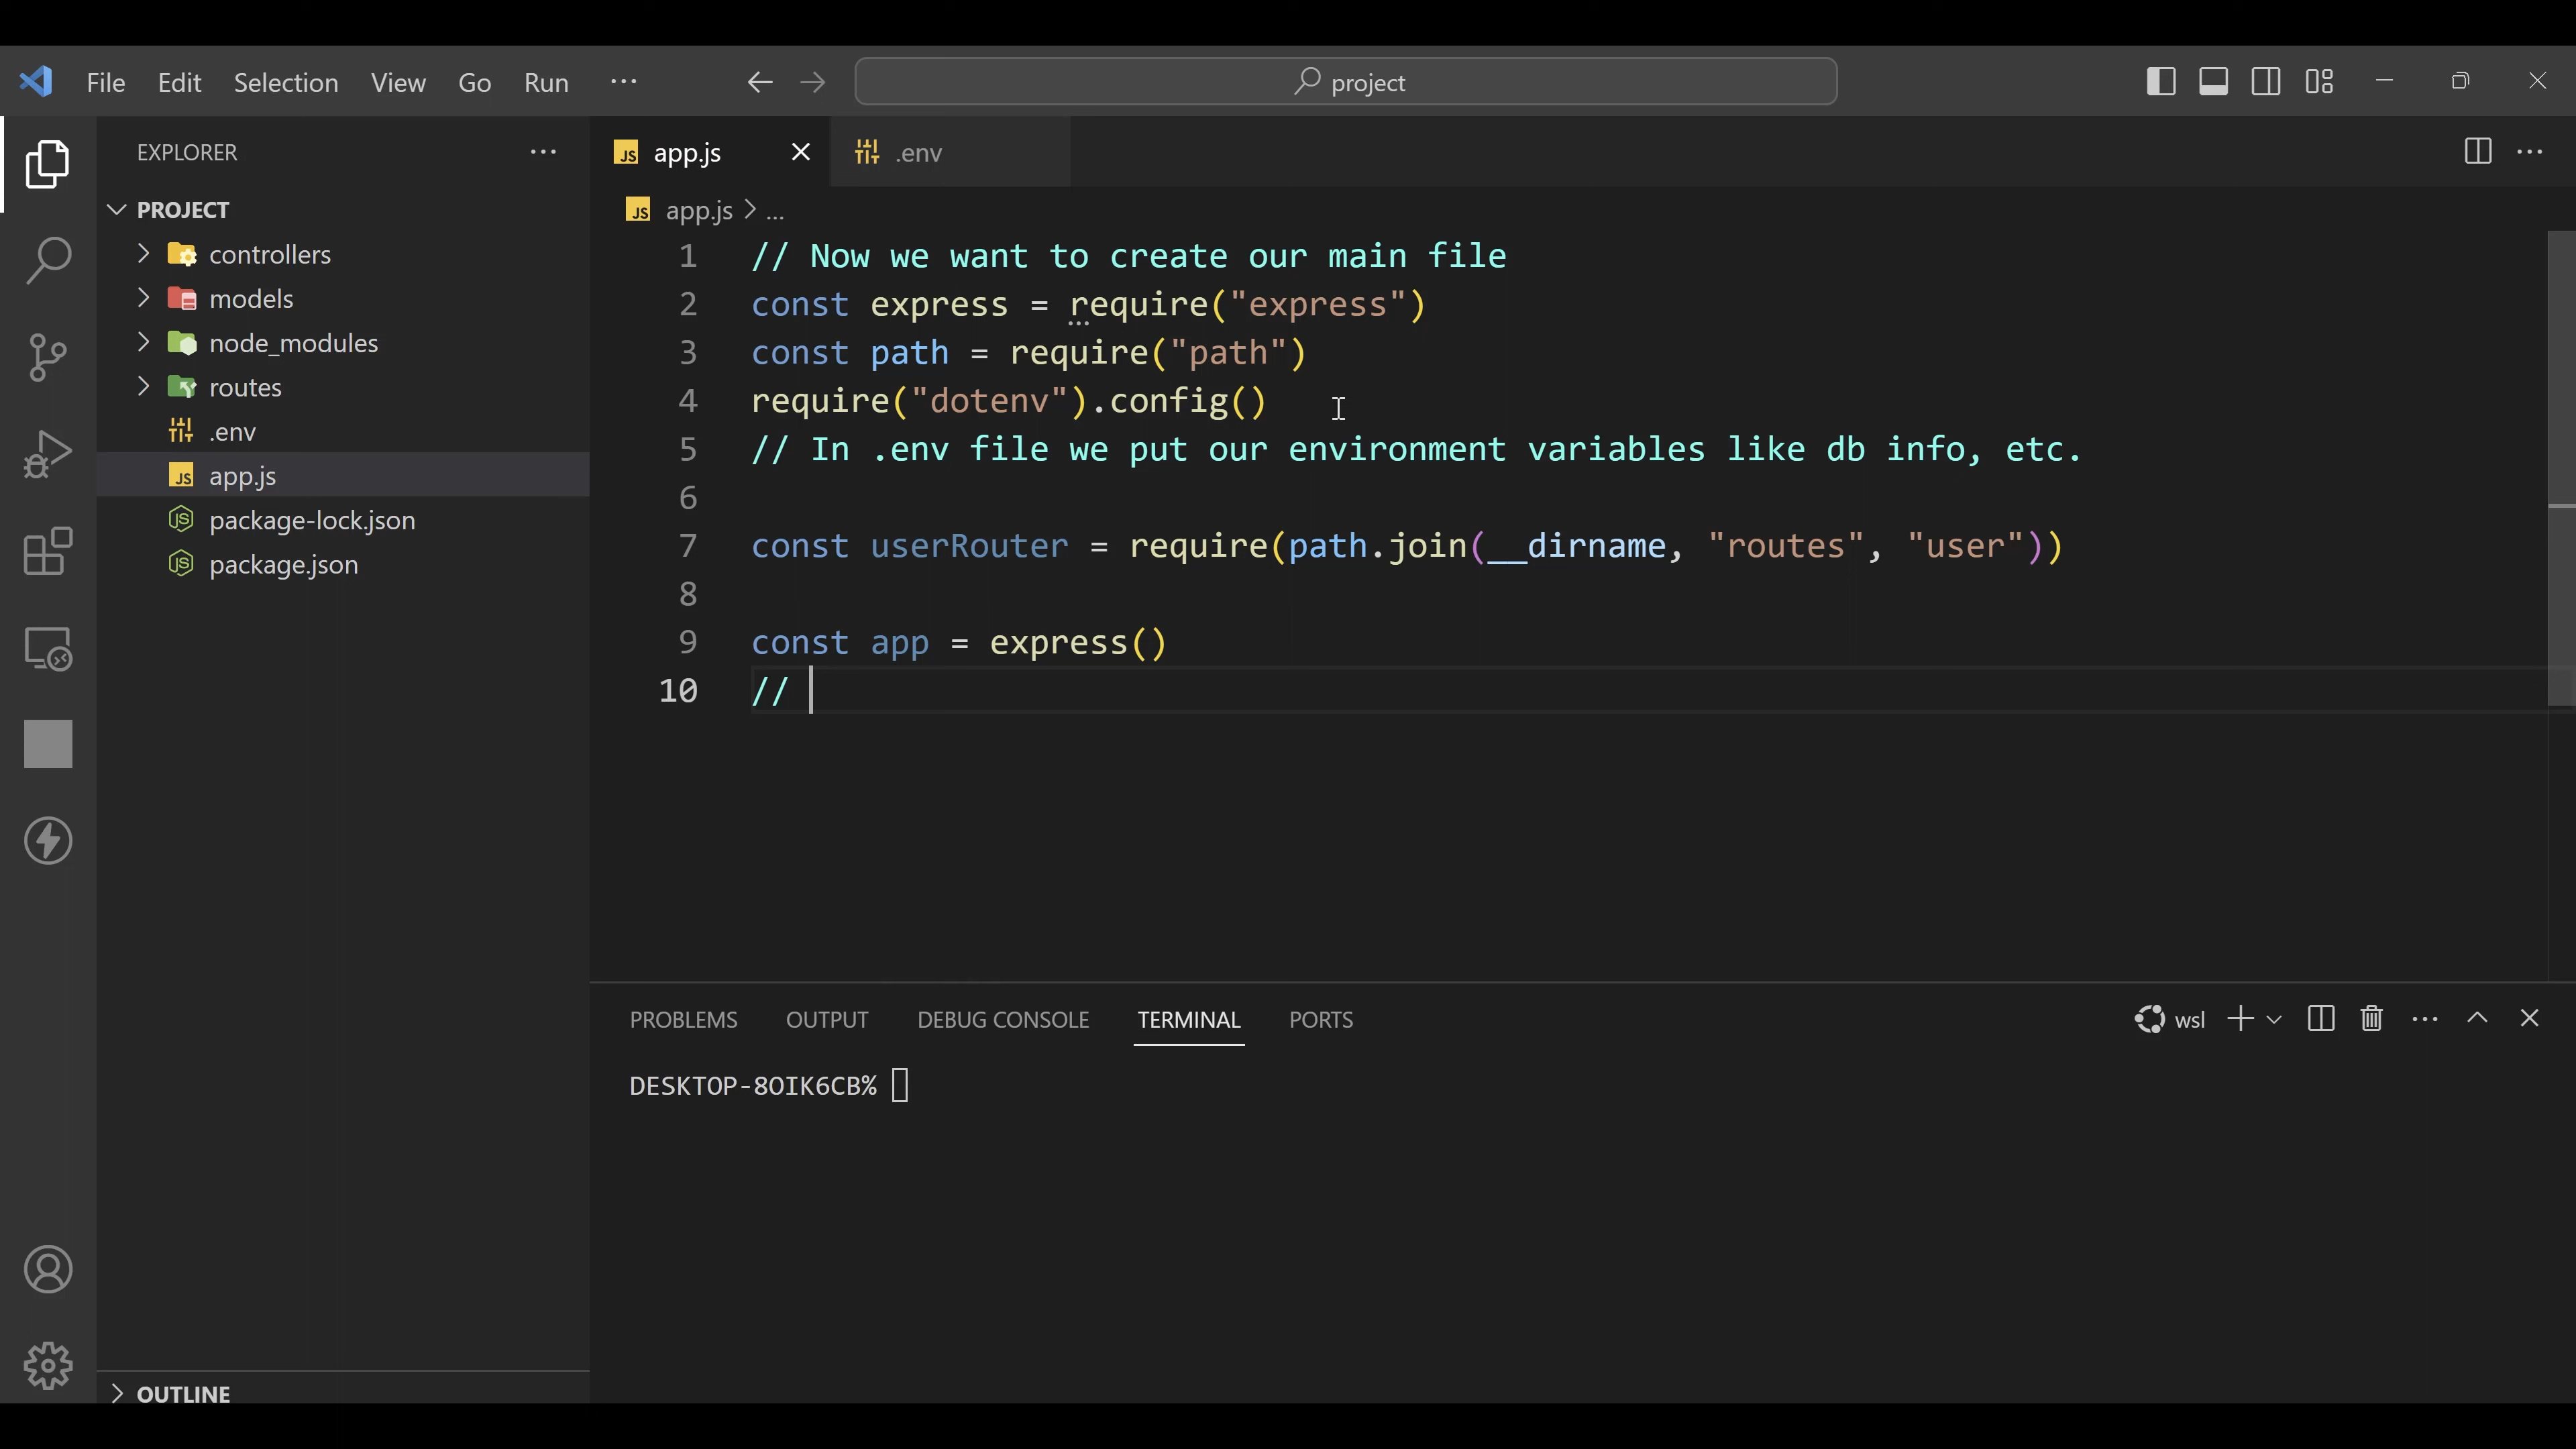 File Edit Selection View Go Run ... project
EXPLORER ...
PROJECT
controllers
models
node_modules
routes
.env
app.js
package-lock.json
package.json
OUTLINE
JS app.js .env
JS app.js > ...
1 // Now we want to create our main file
2 const express = require("express")
3 const path = require("path")
4 require("dotenv").config()
5 // In .env file we put our environment variables like db info, etc.
6
7 const userRouter = require(path.join(__dirname, "routes", "user"))
8
9 const app = express()
10 //
PROBLEMS OUTPUT DEBUG CONSOLE TERMINAL PORTS wsl
DESKTOP-8OIK6CB%